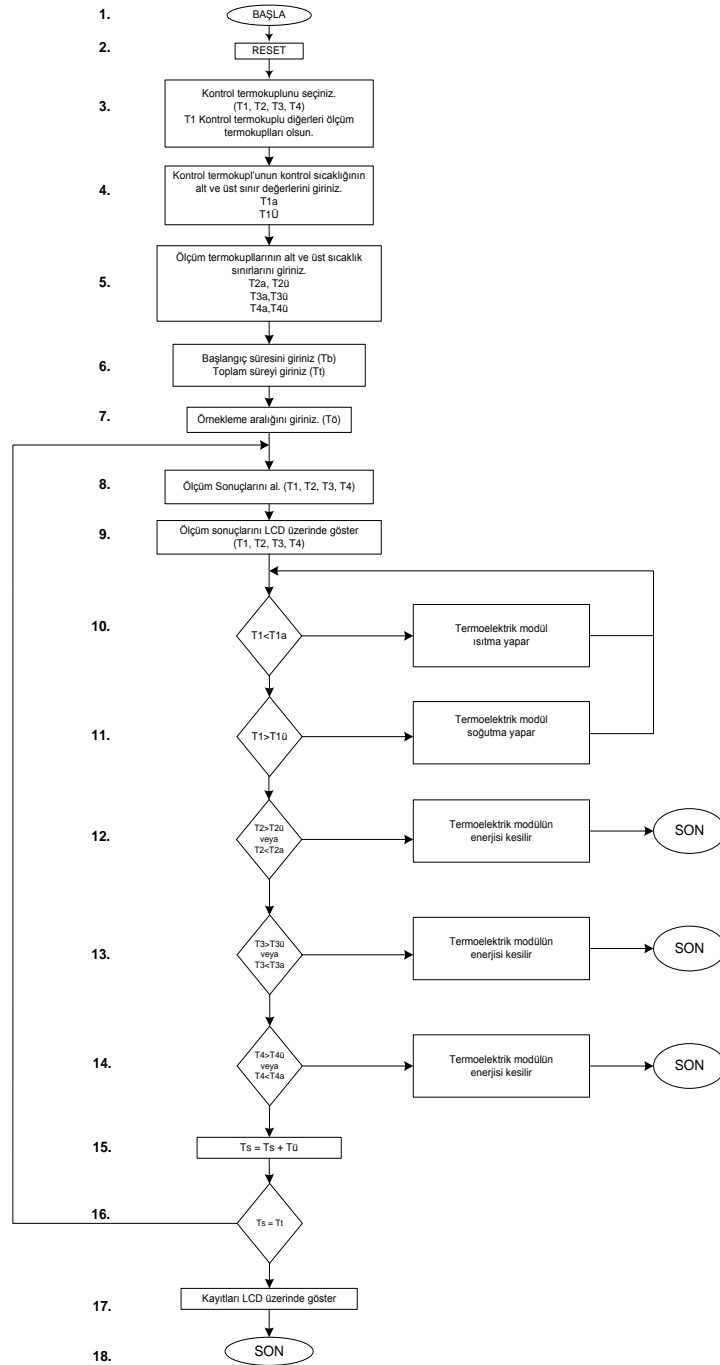 1. BAŞLA
2. RESET
3. Kontrol termokuplunu seçiniz.
(T1, T2, T3, T4)
T1 Kontrol termokuplu diğerleri ölçüm
termokuplları olsun.
4. Kontrol termokupl'unun kontrol sıcaklığının
alt ve üst sınır değerlerini giriniz.
T1a
T1Ü
5. Ölçüm termokupllarının alt ve üst sıcaklık
sınırlarını giriniz.
T2a, T2ü
T3a,T3ü
T4a,T4ü
6. Başlangıç süresini giriniz (Tb)
Toplam süreyi giriniz (Tt)
7. Örnekleme aralığını giriniz. (Tö)
8. Ölçüm Sonuçlarını al. (T1, T2, T3, T4)
9. Ölçüm sonuçlarını LCD üzerinde göster
(T1, T2, T3, T4)
10. T1<T1a
Termoelektrik modül
ısıtma yapar
11. T1>T1ü
Termoelektrik modül
soğutma yapar
12. T2>T2ü
veya
T2<T2a
Termoelektrik modülün
enerjisi kesilir
SON
13. T3>T3ü
veya
T3<T3a
Termoelektrik modülün
enerjisi kesilir
SON
14. T4>T4ü
veya
T4<T4a
Termoelektrik modülün
enerjisi kesilir
SON
15. Ts = Ts + Tü
16. Ts = Tt
17. Kayıtları LCD üzerinde göster
18. SON